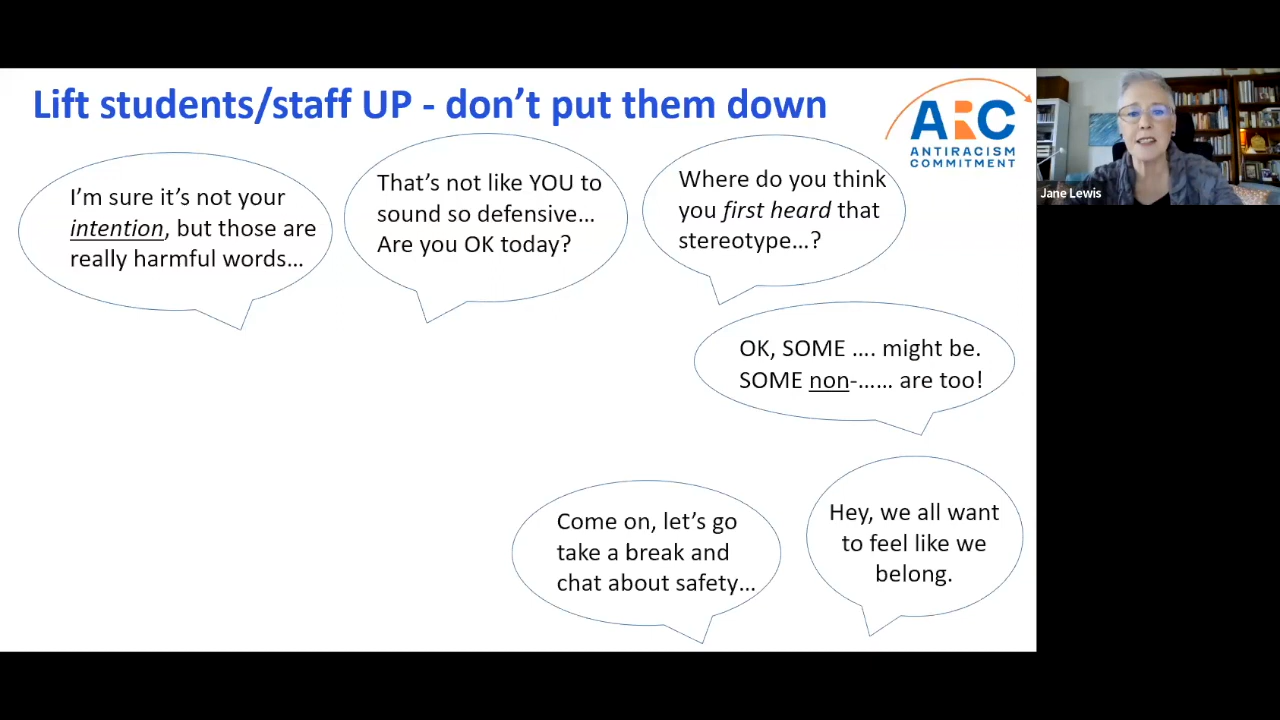 Lift students/staff UP - don't put them down
ARC
ANTIRACISM
COMMITMENT
Jane Lewis
I'm sure it's not your
intention, but those are
really harmful words...
That's not like YOU to
sound so defensive...
Are you OK today?
Where do you think
you first heard that
stereotype...?
OK, SOME .... might be.
SOME non-...... are too!
Come on, let's go
take a break and
chat about safety...
Hey, we all want
to feel like we
belong.